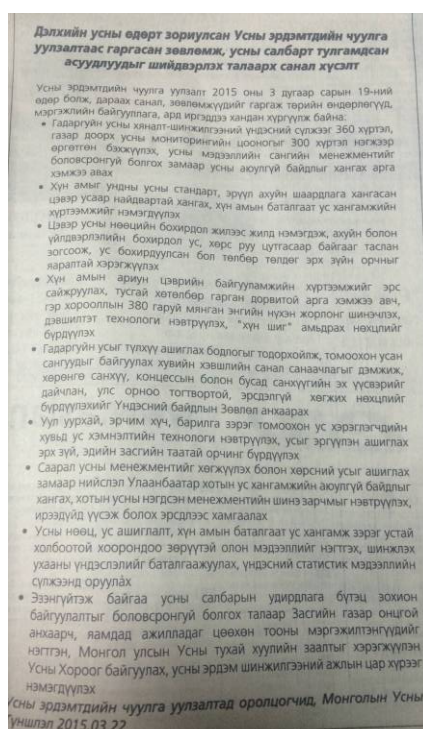 Дэлхийн усны өдөрт зориулсан Усны эрдэмтдийн чуулга
уулзалтаас гаргасан зөвлөмж, усны салбарт тулгамдсан
асуудлуудыг шийдвэрлэх талаарх санал хүсэлт
Усны эрдэмтдийн чуулга уулзалт 2015 оны 3 дугаар сарын 19-ний
өдөр болж, дараах санал, зөвлөмжүүдийг гаргаж төрийн өндөрлөгүүд,
мэргэжлийн байгууллага, ард иргэддээ хандан хүргүүлж байна:
• Гадаргуйн усны хяналт-шинжилгээний үндэсний сүлжээг 360 хүртэл,
газар доорх усны мониторингийн цооногыг 300 хүртэл нэгжээр
өргөтгөн бэхжүүлэх, усны мэдээллийн сангийн менежментийг
боловсронгуй болгох замаар усны аюулгүй байдлыг хангах арга
хэмжээ авах
• Хүн амыг ундны усны стандарт, эрүүл ахуйн шаардлага хангасан
цэвэр усаар найдвартай хангах, хүн амын баталгаат ус хангамжийн
хүртээмжийг нэмэгдүүлэх
• Цэвэр усны нөөцийн бохирдол жилээс жилд нэмэгдэж, ахуйн болон
үйлдвэрлэлийн бохирдол ус, хөрс руу цутгасаар байгааг таслан
зогсоож, ус бохирдуулсан бол төлбөр төлдөг эрх зүйн орчныг
яаралтай хэрэгжүүлэх
• Хүн амын ариун цэврийн байгууламжийн хүртээмжийг эрс
сайжруулах, тусгай хөтөлбөр гарган дорвитой арга хэмжээ авч,
гэр хорооллын 380 гаруй мянган энгийн нүхэн жорлонг шинэчлэх,
дэвшилтэт технологи нэвтрүүлэх, "хүн шиг" амьдрах нөхцлийг
бүрдүүлэх
• Гадаргуйн усыг түлхүү ашиглах бодлогыг тодорхойлж, томоохон усан
сангуудыг байгуулах хувийн хэвшлийн санал санаачлагыг дэмжиж,
хөрөнгө санхүү, концессын болон бусад санхүүгийн эх үүсвэрийг
дайчлан, улс орноо тогтвортой, эрсдэлгүй хөгжих нөхцлийг
бүрдүүлэхийг Үндэсний байдлын Зөвлөл анхаарах
• Уул уурхай, эрчим хүч, барилга зэрэг томоохон ус хэрэглэгчдийн
хувьд ус хэмнэлтийн технологи нэвтрүүлэх, усыг эргүүлэн ашиглах
эрх зүй, эдийн засгийн таатай орчинг бүрдүүлэх
• Саарал усны менежментийг хөгжүүлэх болон хөрсний усыг ашиглах
замаар нийслэл Улаанбаатар хотын ус хангамжийн аюулгүй байдлыг
хангах, хотын усны нэгдсэн менежментийн шинэ зарчмыг нэвтрүүлэх,
ирээдүйд үүсэж болох эрсдлээс хамгаалах
• Усны нөөц, ус ашиглалт, хүн амын баталгаат ус хангамж зэрэг устай
холбоотой хоорондоо зөрүүтэй олон мэдээллийг нэгтгэх, шинжлэх
ухааны үндэслэлийг баталгаажуулах, үндэсний статистик мэдээллийн
сүлжээнд оруулах
• Эзэнгүйтэж байгаа усны салбарын удирдлага бүтэц зохион
байгуулалтыг боловсронгуй болгох талаар Засгийн газар онцгой
анхаарч, яамдад ажилладаг цөөхөн тооны мэргэжилтэнгүүдийг
нэгтгэн, Монгол улсын Усны тухай хуулийн заалтыг хэрэгжүүлэн
Усны Хороог байгуулах, усны эрдэм шинжилгээний ажлын цар хүрээг
нэмэгдүүлэх
Усны эрдэмтдийн чуулга уулзалтад оролцогчид, Монголын Усны
Түншлэл 2015.03.22